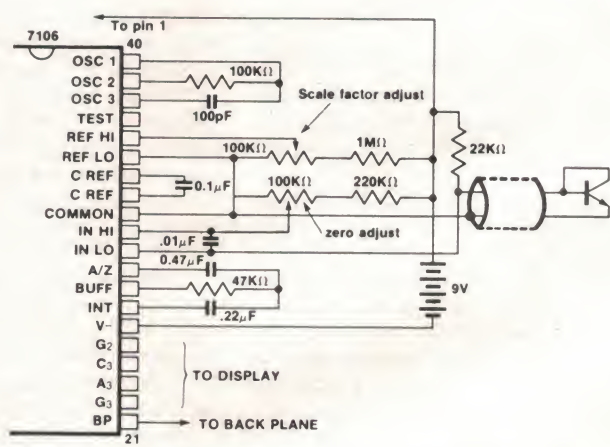 To pin 1
7106
40
OSC 1
OSC 2
OSC 3
TEST
REF HI
REF LO
C REF
C REF
COMMON
IN HI
IN LO
A/Z
BUFF
INT
V-
G2
C3
A3
G3
BP
21
100KΩ
100pF
Scale factor adjust
100KΩ
1MΩ
22KΩ
0.1µF
100KΩ
220KΩ
zero adjust
.01µF
0.47µF
47KΩ
.22µF
9V
TO DISPLAY
TO BACK PLANE